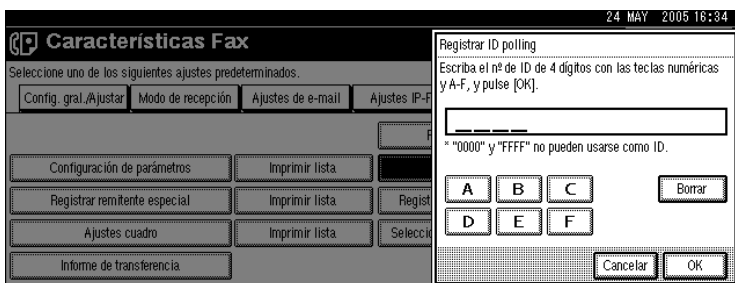 24 MAY 2005 16:34
Características Fax
Seleccione uno de los siguientes ajustes predeterminados.
Config. gral./Ajustar Modo de recepción Ajustes de e-mail Ajustes IP-F
Configuración de parámetros Imprimir lista
Registrar remitente especial Imprimir lista Regist
Ajustes cuadro Imprimir lista Selecció
Informe de transferencia
Registrar ID polling
Escriba el nº de ID de 4 dígitos con las teclas numéricas
y A-F, y pulse [OK].
* "0000" y "FFFF" no pueden usarse como ID.
A B C Borrar
D E F
Cancelar OK